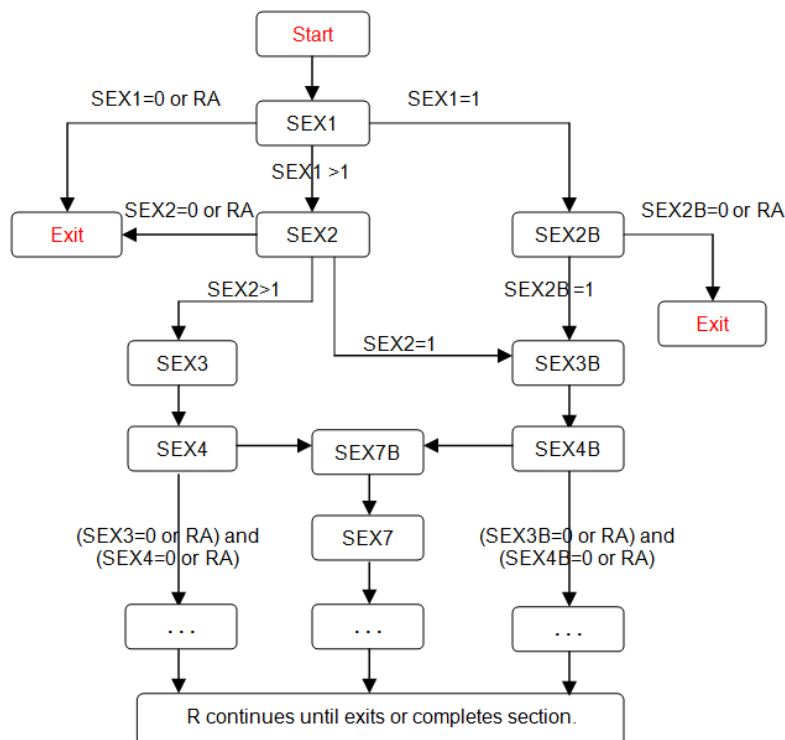 Start
SEX1=0 or RA
SEX1=1
SEX1
SEX1 >1
SEX2=0 or RA
SEX2B=0 or RA
Exit
SEX2
SEX2B
SEX2>1
SEX2B =1
Exit
SEX2=1
SEX3
SEX3B
SEX4
SEX7B
SEX4B
(SEX3=0 or RA) and
(SEX4=0 or RA)
SEX7
(SEX3B=0 or RA) and
(SEX4B=0 or RA)
...
...
...
R continues until exits or completes section.